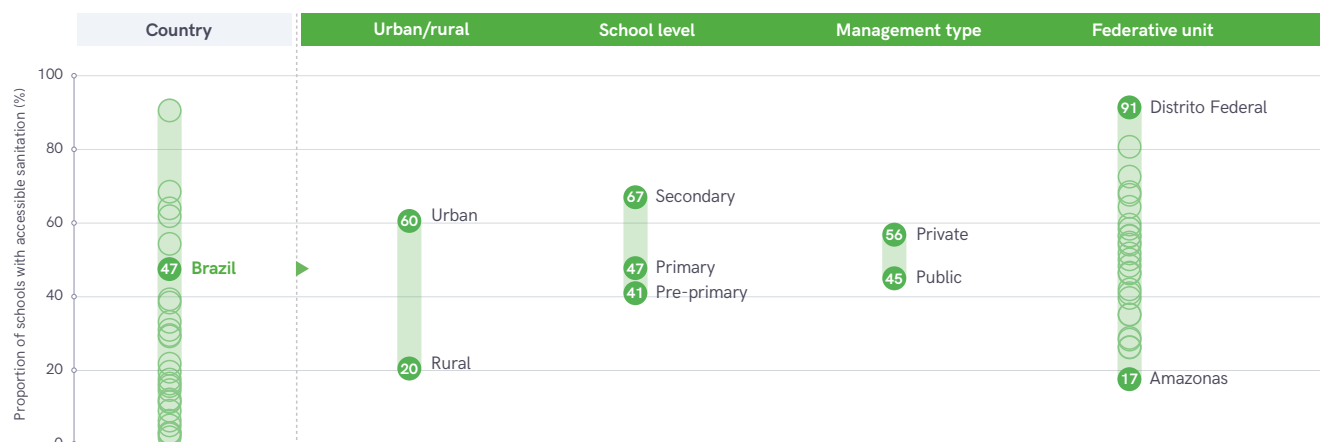 Country
Urban/rural
School level
Management type
Federative unit
Proportion of schools with accessible sanitation (%)
100
80
60
40
20
0
47 Brazil
60 Urban
20 Rural
67 Secondary
47 Primary
41 Pre-primary
56 Private
45 Public
91 Distrito Federal
17 Amazonas